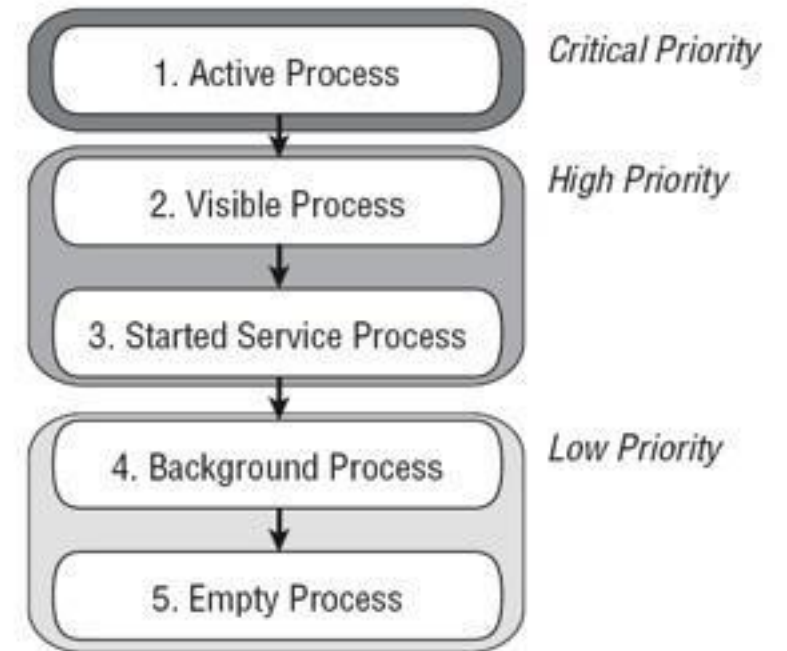 1. Active Process
Critical Priority
2. Visible Process
High Priority
3. Started Service Process
4. Background Process
Low Priority
5. Empty Process